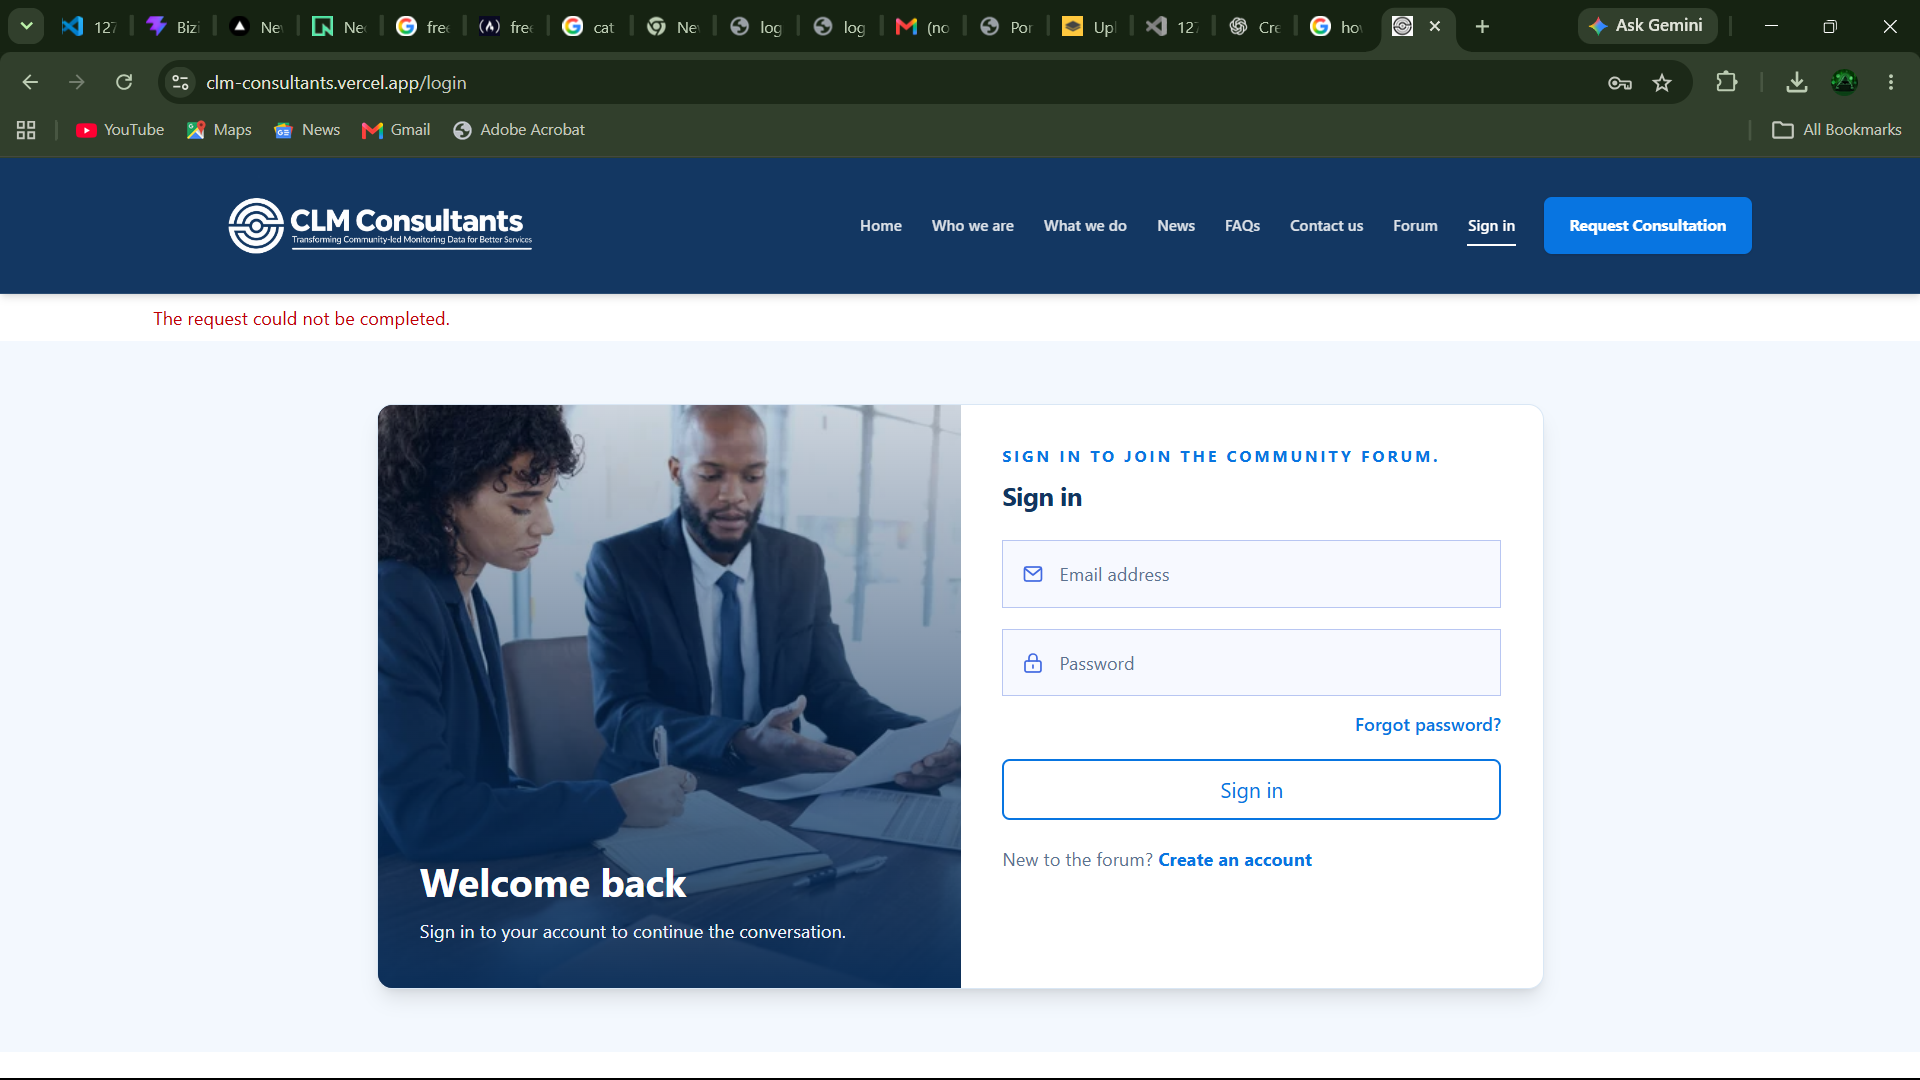 127
Bizi
Ne
Ne
free
free
cat
Ne
log
log
(no
Por
Upl
127
Cre
hov
Ask Gemini
clm-consultants.vercel.app/login
YouTube
Maps
News
Gmail
Adobe Acrobat
All Bookmarks
CLM Consultants
Transforming Community-led Monitoring Data for Better Services
Home
Who we are
What we do
News
FAQs
Contact us
Forum
Sign in
Request Consultation
The request could not be completed.
SIGN IN TO JOIN THE COMMUNITY FORUM.
Sign in
Email address
Password
Forgot password?
Sign in
New to the forum? Create an account
Welcome back
Sign in to your account to continue the conversation.